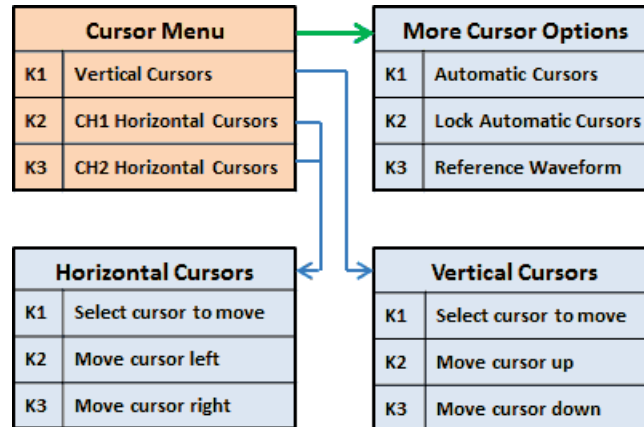 Cursor Menu
K1 Vertical Cursors
K2 CH1 Horizontal Cursors
K3 CH2 Horizontal Cursors
More Cursor Options
K1 Automatic Cursors
K2 Lock Automatic Cursors
K3 Reference Waveform
Horizontal Cursors
K1 Select cursor to move
K2 Move cursor left
K3 Move cursor right
Vertical Cursors
K1 Select cursor to move
K2 Move cursor up
K3 Move cursor down